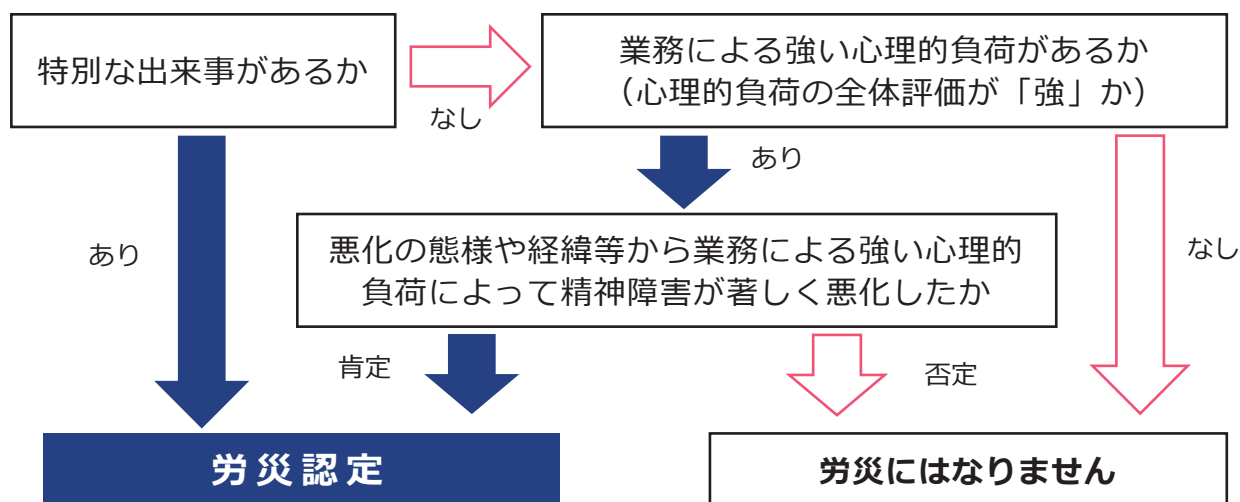 特別な出来事があるか
なし
業務による強い心理的負荷があるか
（心理的負荷の全体評価が「強」か）
あり
あり
なし
悪化の態様や経緯等から業務による強い心理的
負荷によって精神障害が著しく悪化したか
肯定
否定
労災認定
労災にはなりません